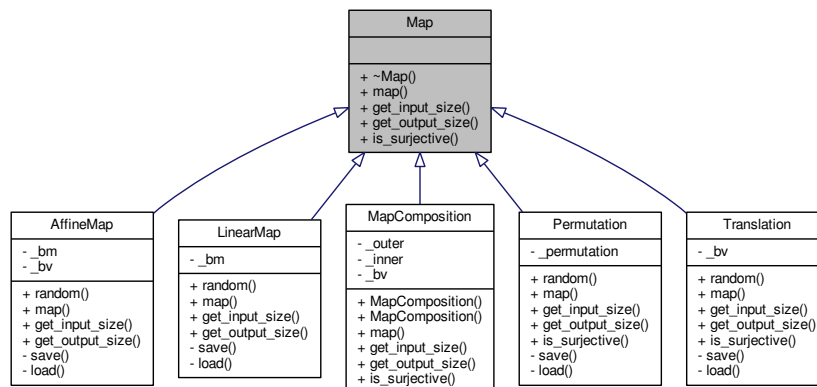 Map
+ ~Map()
+ map()
+ get_input_size()
+ get_output_size()
+ is_surjective()
AffineMap
- _bm
- _bv
+ random()
+ map()
+ get_input_size()
+ get_output_size()
- save()
- load()
LinearMap
- _bm
+ random()
+ map()
+ get_input_size()
+ get_output_size()
- save()
- load()
MapComposition
- _outer
- _inner
- _bv
+ MapComposition()
+ MapComposition()
+ map()
+ get_input_size()
+ get_output_size()
+ is_surjective()
Permutation
- _permutation
+ random()
+ map()
+ get_input_size()
+ get_output_size()
+ is_surjective()
- save()
- load()
Translation
- _bv
+ random()
+ map()
+ get_input_size()
+ get_output_size()
+ is_surjective()
- save()
- load()